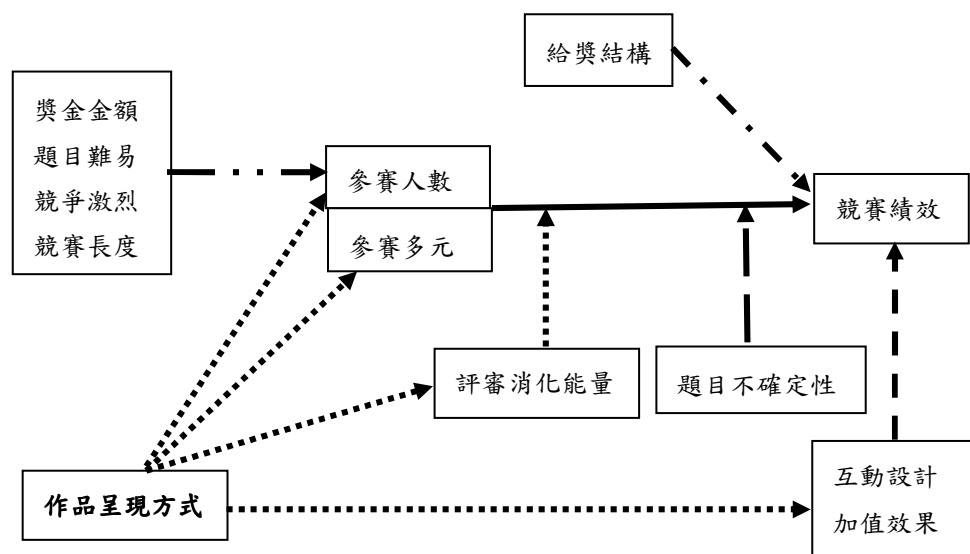 給獎結構
獎金金額
題目難易
競爭激烈
競賽長度
參賽人數
參賽多元
競賽績效
評審消化能量
題目不確定性
作品呈現方式
互動設計
加值效果